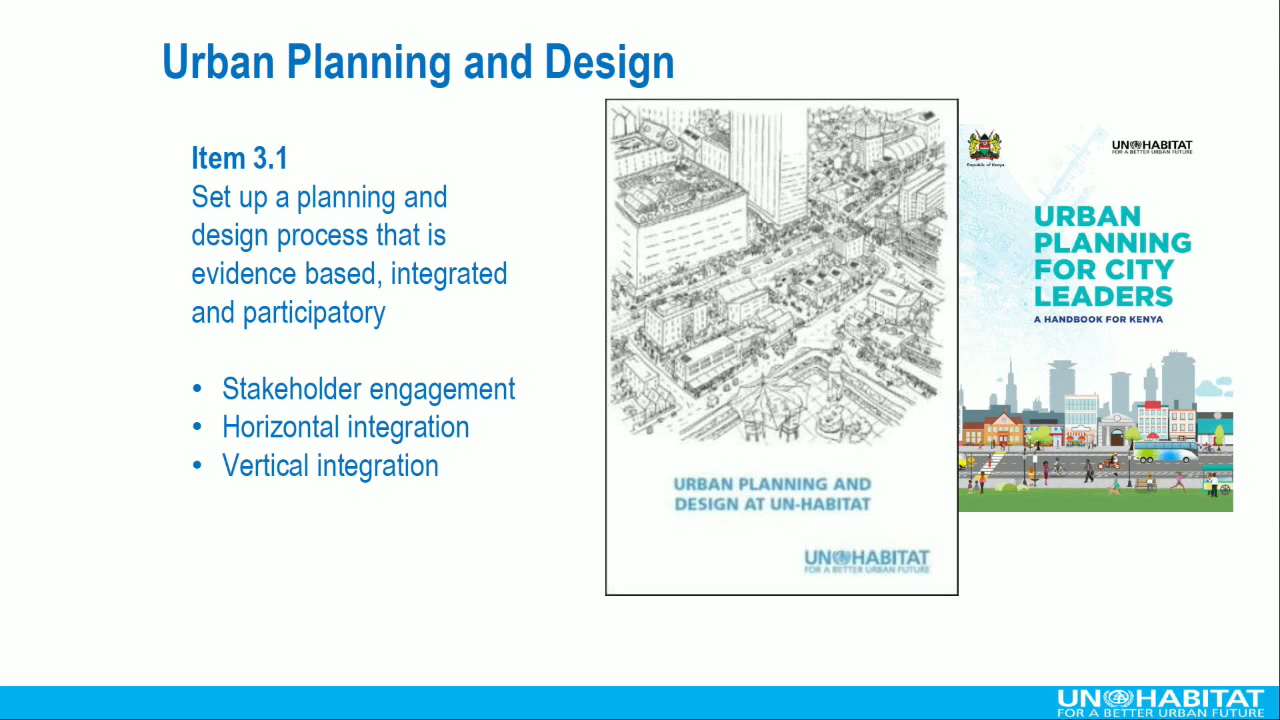 Urban Planning and Design
Item 3.1
Set up a planning and
design process that is
evidence based, integrated
and participatory
• Stakeholder engagement
• Horizontal integration
• Vertical integration
URBAN PLANNING AND
DESIGN AT UN-HABITAT
UN HABITAT
FOR A BETTER URBAN FUTURE
Republic of Kenya
UN HABITAT
FOR A BETTER URBAN FUTURE
URBAN
PLANNING
FOR CITY
LEADERS
A HANDBOOK FOR KENYA
UN HABITAT
FOR A BETTER URBAN FUTURE